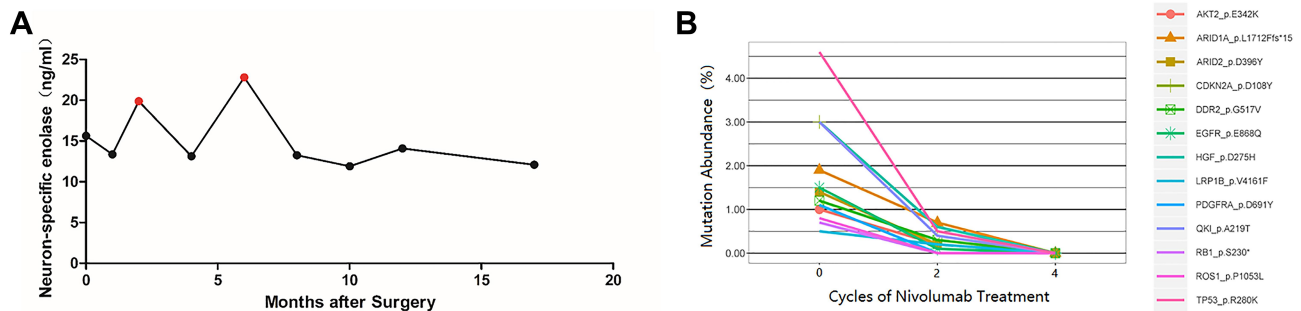 A
Neuron-specific enolase (ng/ml)
25
20
15
10
5
0
0
5
10
15
20
Months after Surgery
B
Mutation Abundance (%)
4.00
3.00
2.00
1.00
0.00
0
2
4
Cycles of Nivolumab Treatment
AKT2_p.E342K
ARID1A_p.L1712Ffs*15
ARID2_p.D396Y
CDKN2A_p.D108Y
DDR2_p.G517V
EGFR_p.E868Q
HGF_p.D275H
LRP1B_p.V4161F
PDGFRA_p.D691Y
QKI_p.A219T
RB1_p.S230*
ROS1_p.P1053L
TP53_p.R280K